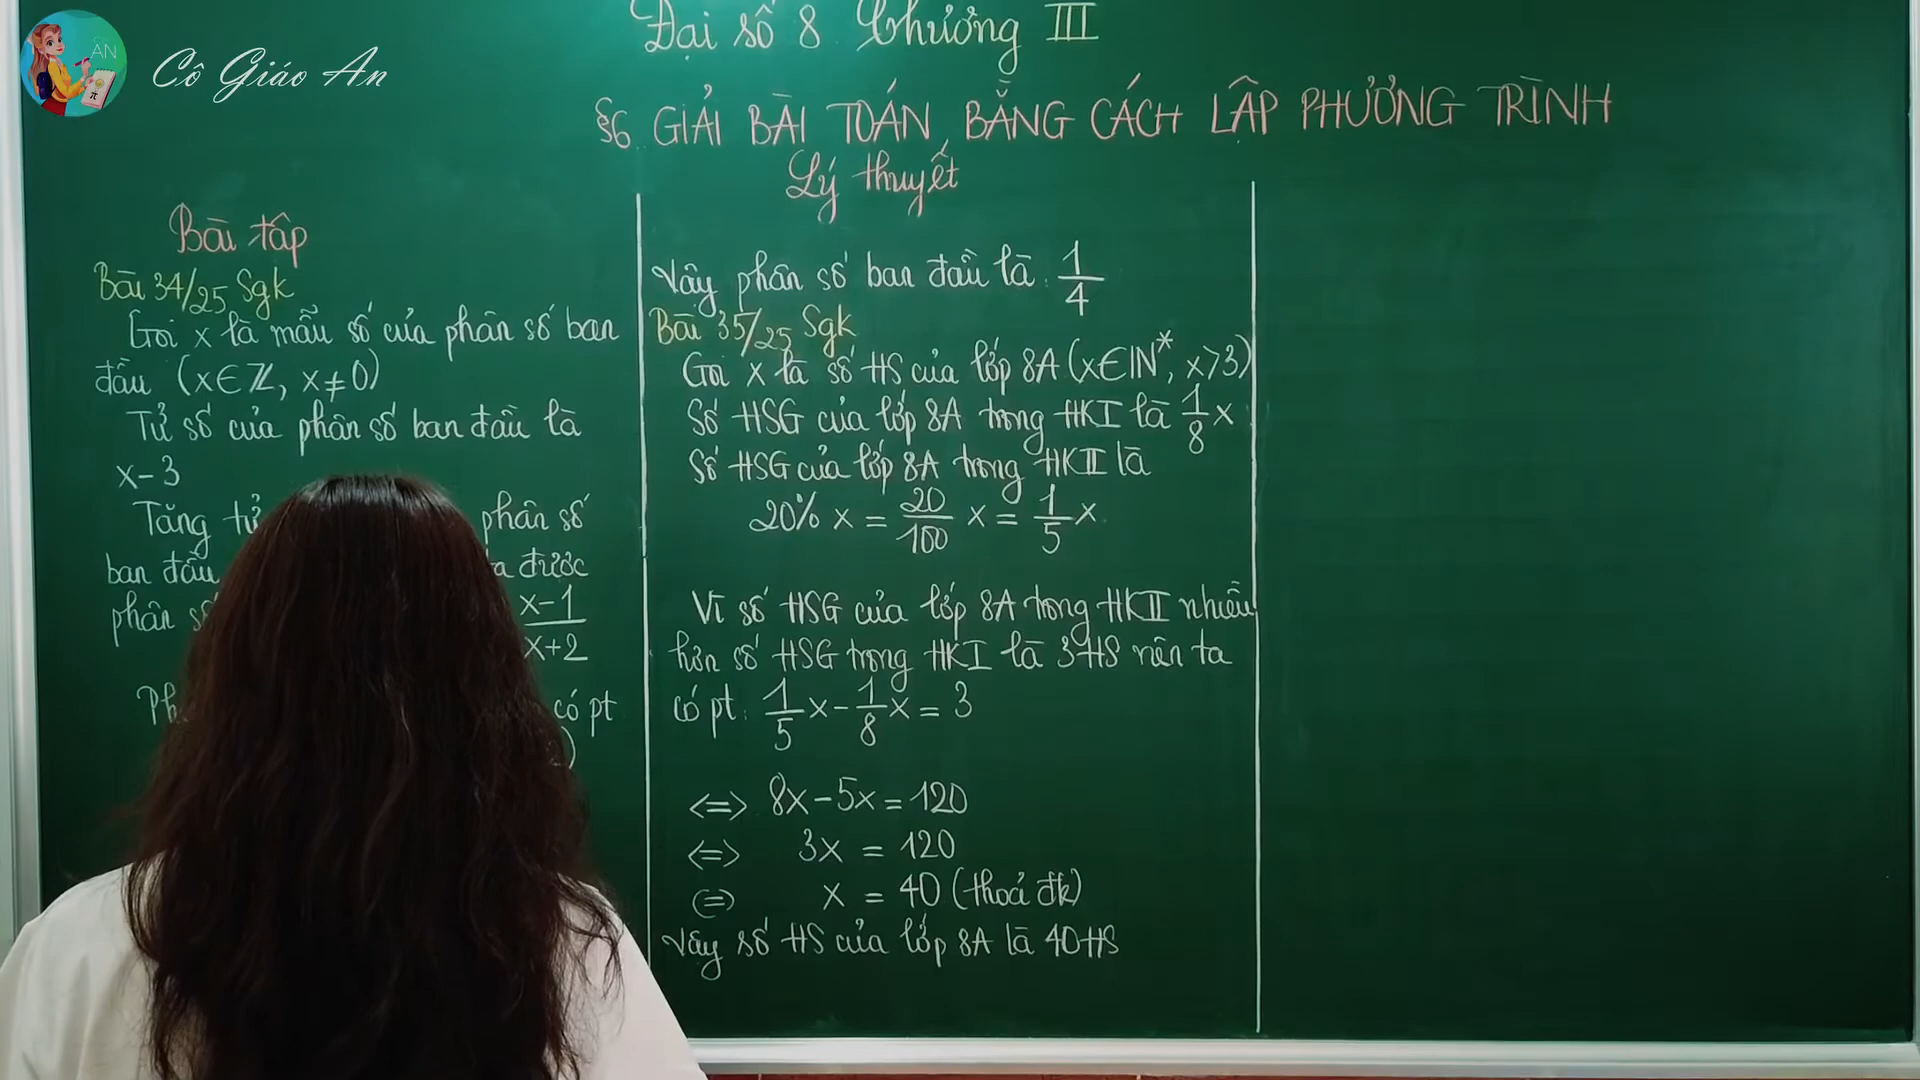 AN
Cô Giáo An
Đại số 8 Chương III
§6. GIẢI BÀI TOÁN BẰNG CÁCH LẬP PHƯƠNG TRÌNH
Lý thuyết
Bài tập
Bài 34/25 Sgk
Gọi x là mẫu số của phân số ban
đầu (x∈ℤ, x≠0)
Tử số của phân số ban đầu là
x-3
Tăng tử phân số
ban đầu được
phân số x-1/x+2
có pt
Vậy phân số ban đầu là: 1/4
Bài 35/25 Sgk
Gọi x là số HS của lớp 8A (x∈ℕ*, x>3)
Số HSG của lớp 8A trong HKI là 1/8 x
Số HSG của lớp 8A trong HKII là
20% x = 20/100 x = 1/5 x
Vì số HSG của lớp 8A trong HKII nhiều
hơn số HSG trong HKI là 3HS nên ta
có pt: 1/5 x - 1/8 x = 3
<=> 8x-5x = 120
<=> 3x = 120
<=> x = 40 (thoả đk)
Vậy số HS của lớp 8A là 40HS